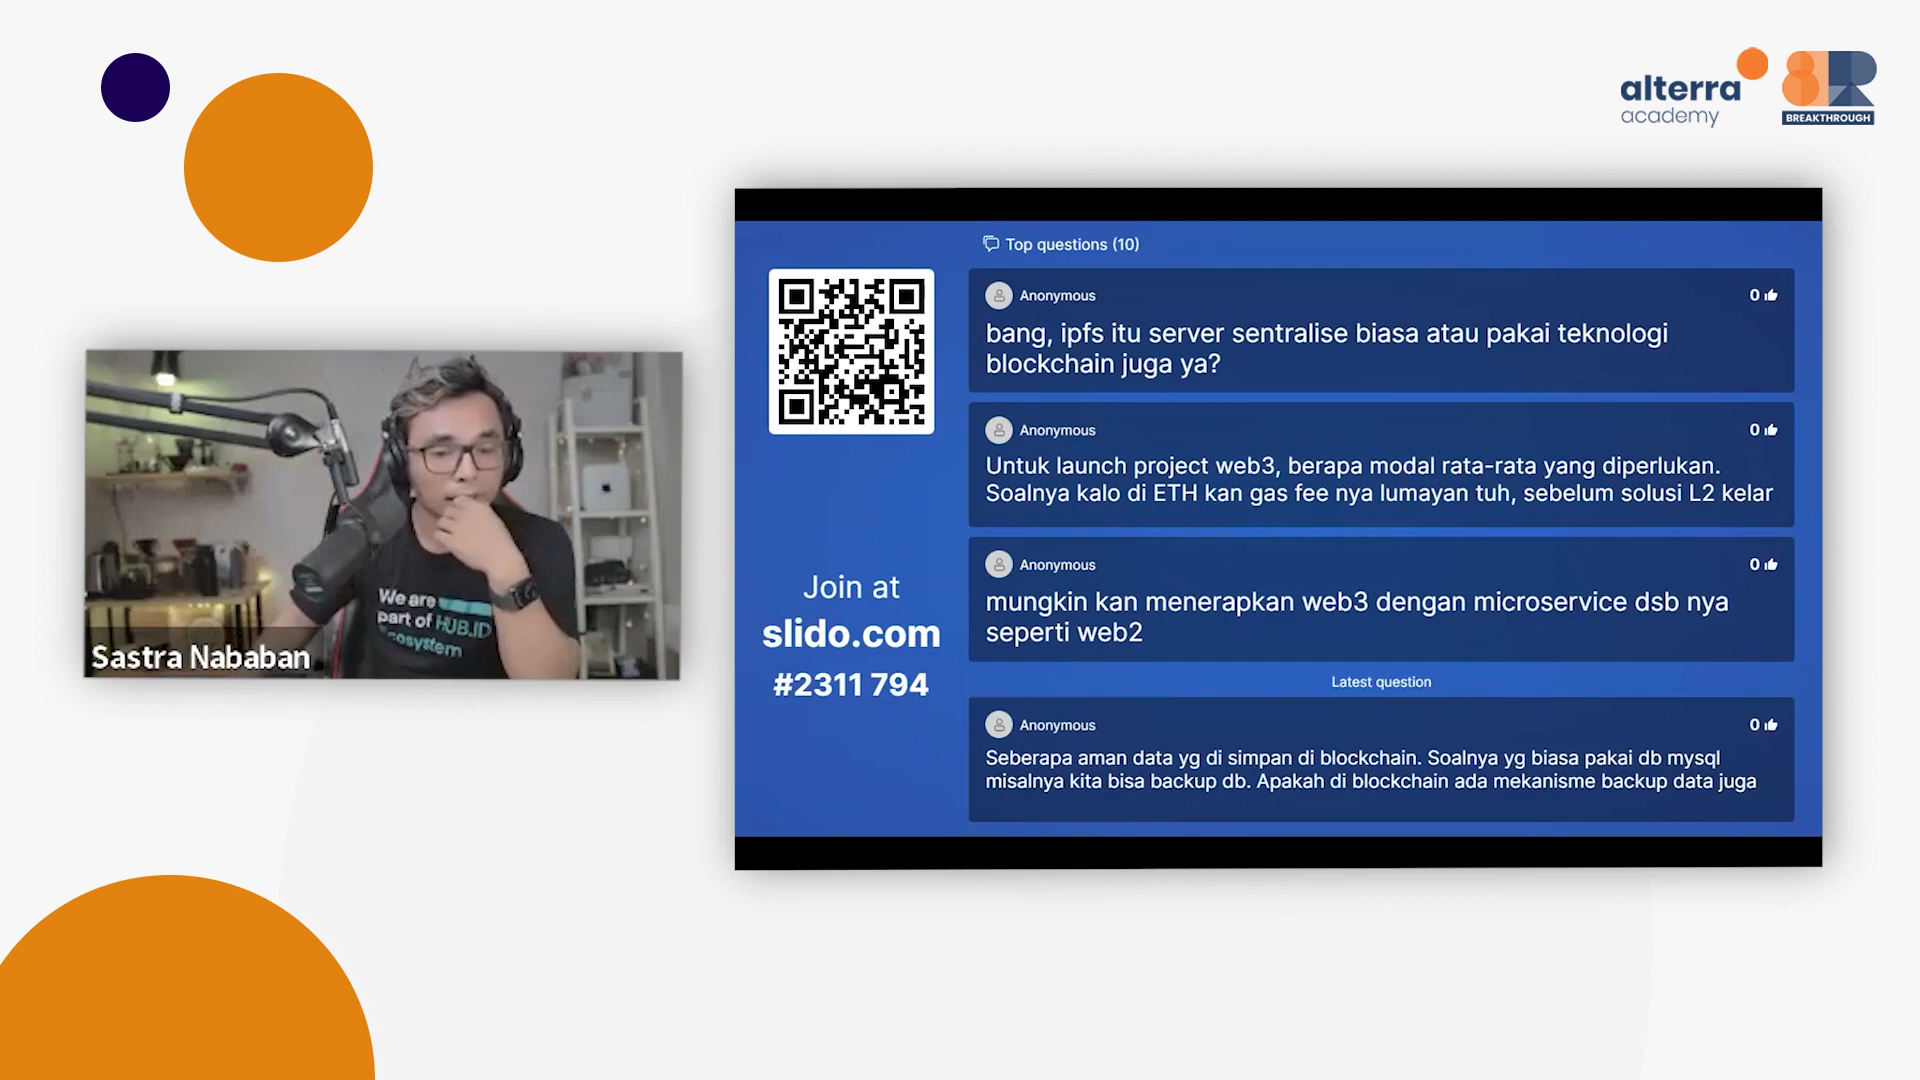 alterra
academy
BREAKTHROUGH
We are
part of HUB.ID
ecosystem
Sastra Nababan
Join at
slido.com
#2311 794
Top questions (10)
Anonymous
0
bang, ipfs itu server sentralise biasa atau pakai teknologi
blockchain juga ya?
Anonymous
0
Untuk launch project web3, berapa modal rata-rata yang diperlukan.
Soalnya kalo di ETH kan gas fee nya lumayan tuh, sebelum solusi L2 kelar
Anonymous
0
mungkin kan menerapkan web3 dengan microservice dsb nya
seperti web2
Latest question
Anonymous
0
Seberapa aman data yg di simpan di blockchain. Soalnya yg biasa pakai db mysql
misalnya kita bisa backup db. Apakah di blockchain ada mekanisme backup data juga